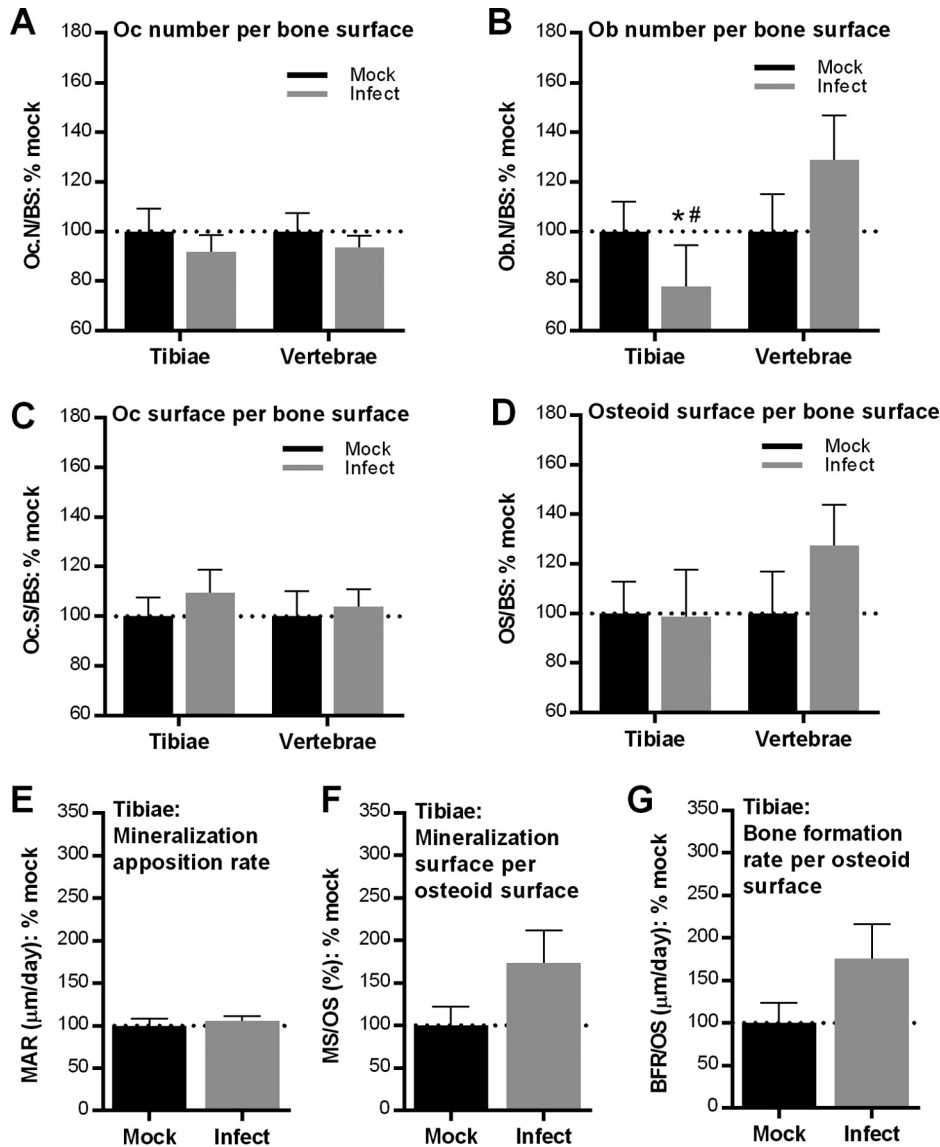 A
Oc number per bone surface
Oc.N/BS: % mock
180
160
140
120
100
80
60
Mock
Infect
Tibiae
Vertebrae
B
Ob number per bone surface
Ob.N/BS: % mock
180
160
140
120
100
80
60
Mock
Infect
*#
Tibiae
Vertebrae
C
Oc surface per bone surface
Oc.S/BS: % mock
180
160
140
120
100
80
60
Mock
Infect
Tibiae
Vertebrae
D
Osteoid surface per bone surface
OS/BS: % mock
180
160
140
120
100
80
60
Mock
Infect
Tibiae
Vertebrae
E
Tibiae:
Mineralization
apposition rate
MAR (μm/day): % mock
350
300
250
200
150
100
50
0
Mock
Infect
F
Tibiae:
Mineralization
surface per
osteoid surface
MS/OS (%): % mock
350
300
250
200
150
100
50
0
Mock
Infect
G
Tibiae:
Bone formation
rate per osteoid
surface
BFR/OS (μm/day): % mock
350
300
250
200
150
100
50
0
Mock
Infect